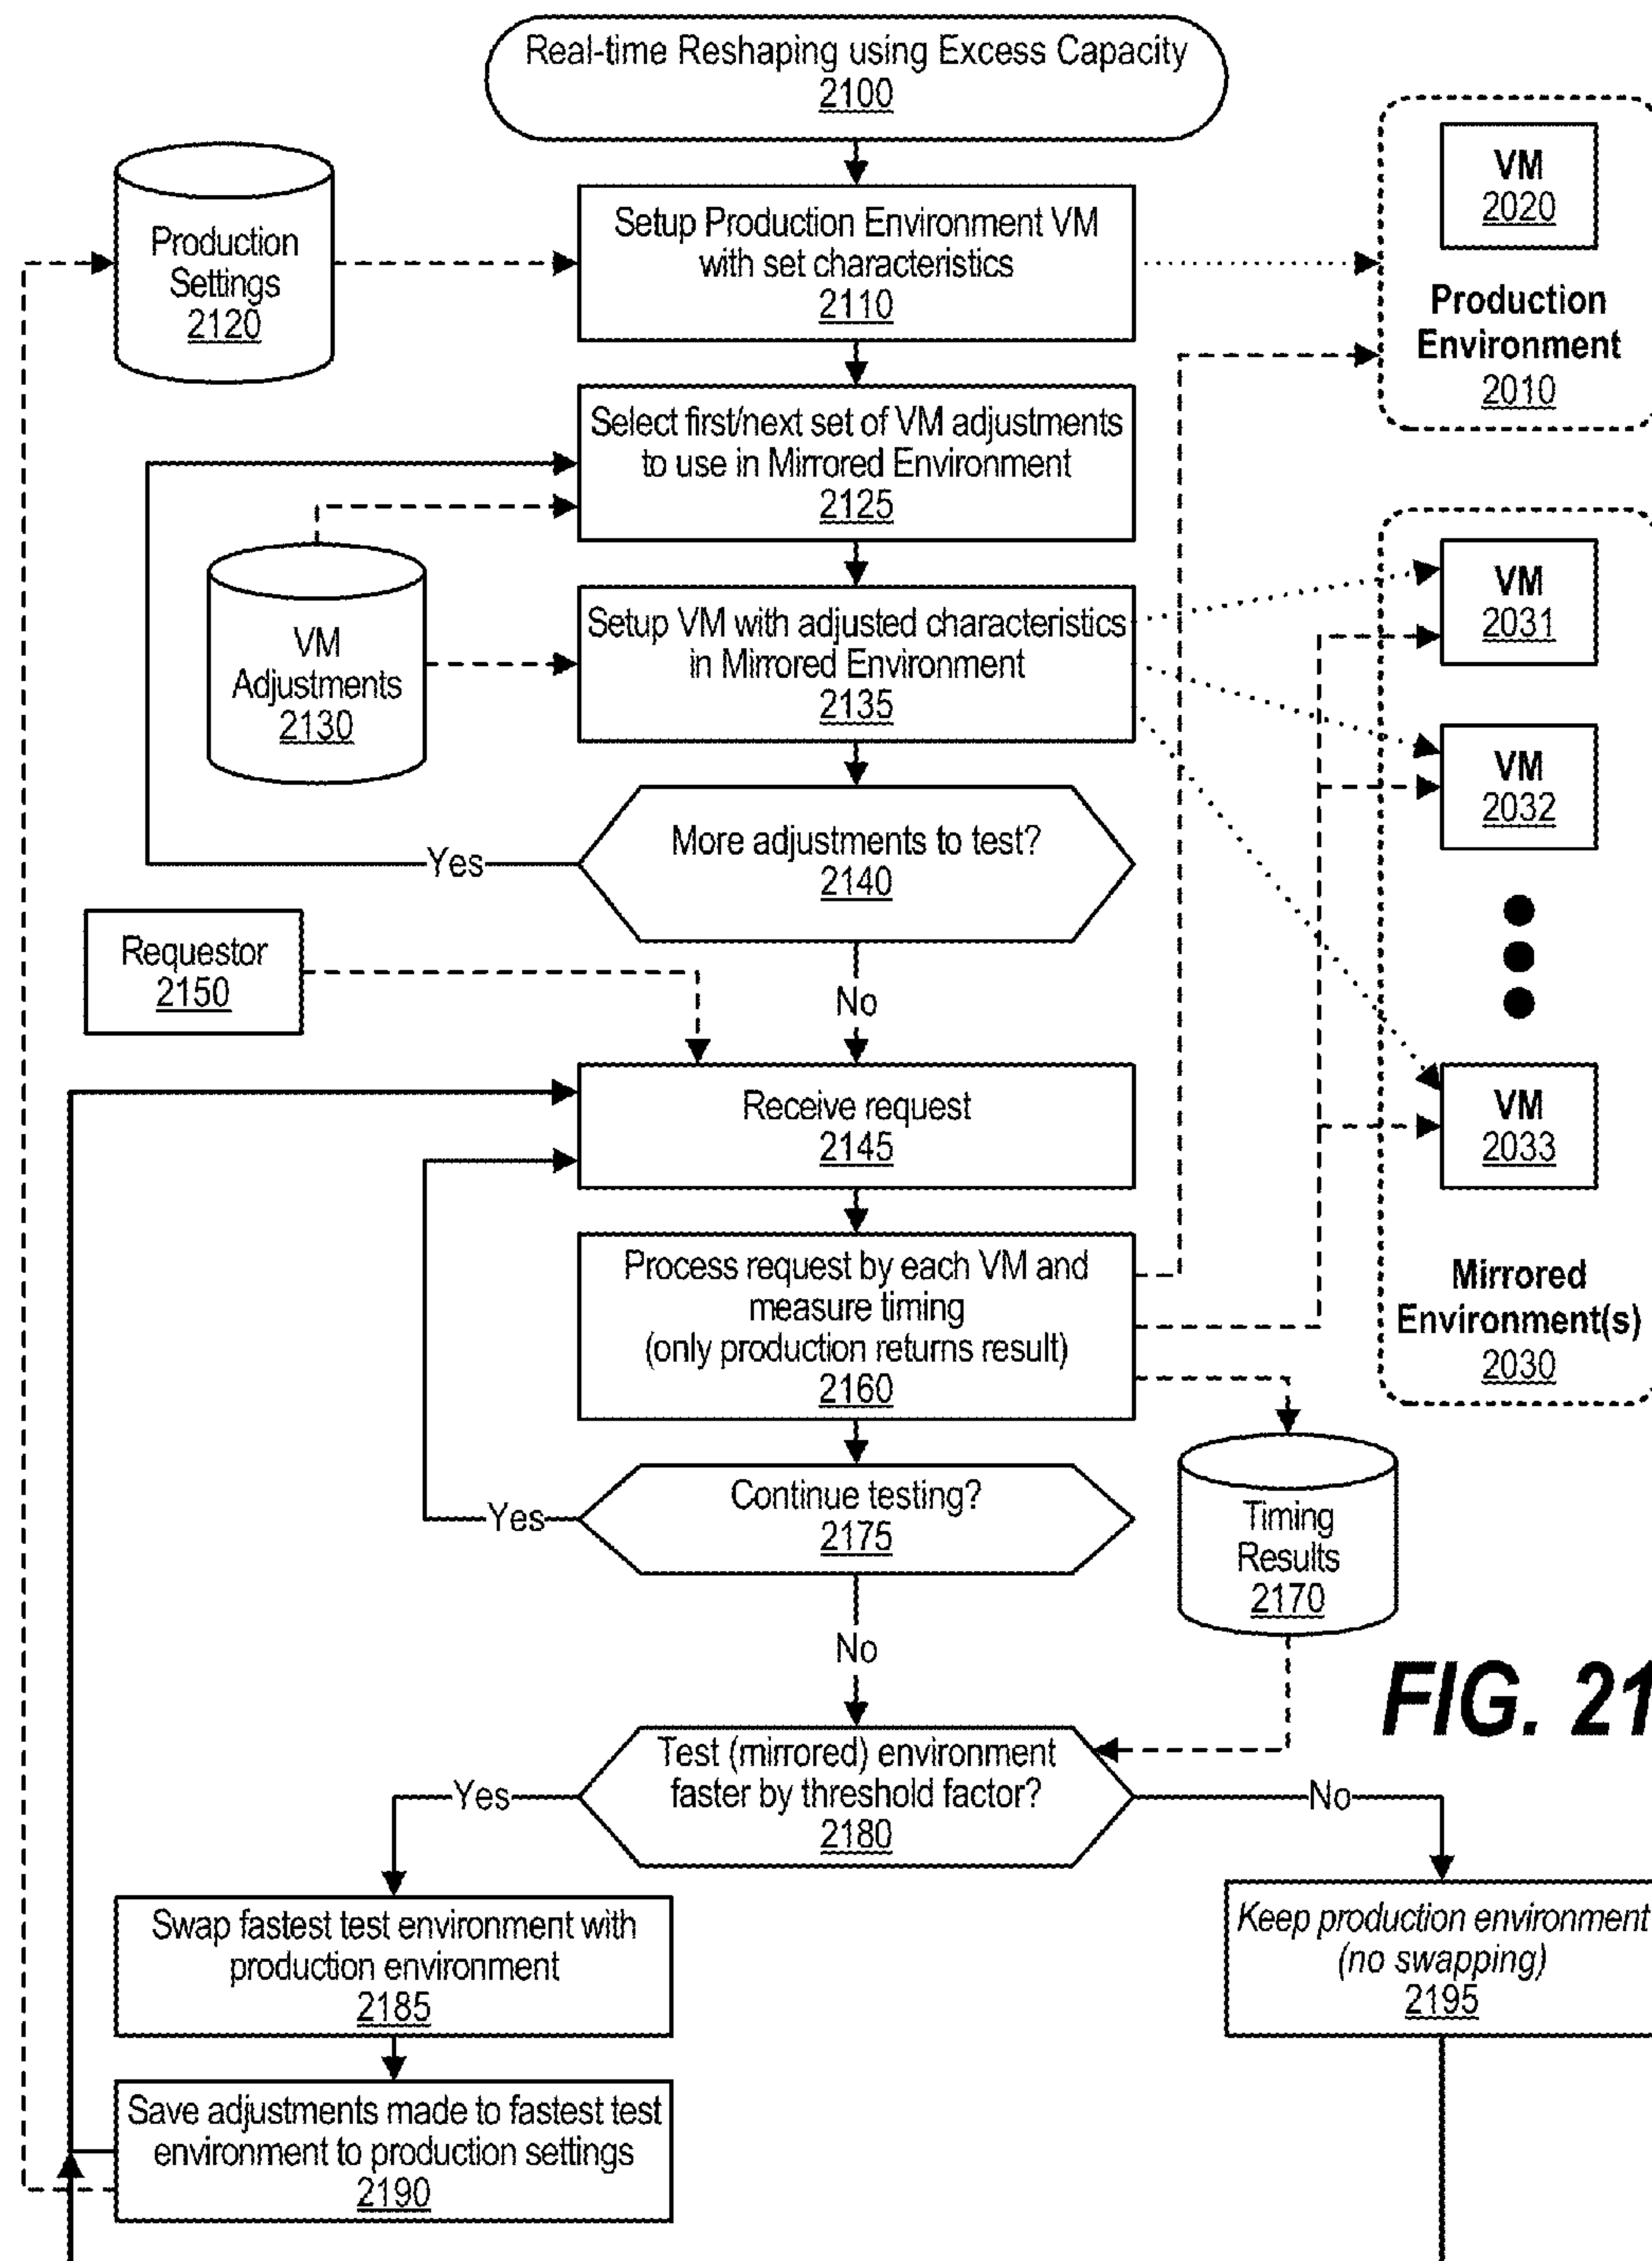 Real-time Reshaping using Excess Capacity
2100
Production
Settings
2120
Setup Production Environment VM
with set characteristics
2110
VM
2020
Production
Environment
2010
Select first/next set of VM adjustments
to use in Mirrored Environment
2125
VM
Adjustments
2130
Setup VM with adjusted characteristics
in Mirrored Environment
2135
VM
2031
VM
2032
More adjustments to test?
2140
Yes
No
Requestor
2150
Receive request
2145
VM
2033
Process request by each VM and
measure timing
(only production returns result)
2160
Mirrored
Environment(s)
2030
Continue testing?
2175
Yes
No
Timing
Results
2170
FIG. 21
Test (mirrored) environment
faster by threshold factor?
2180
Yes
No
Swap fastest test environment with
production environment
2185
Keep production environment
(no swapping)
2195
Save adjustments made to fastest test
environment to production settings
2190